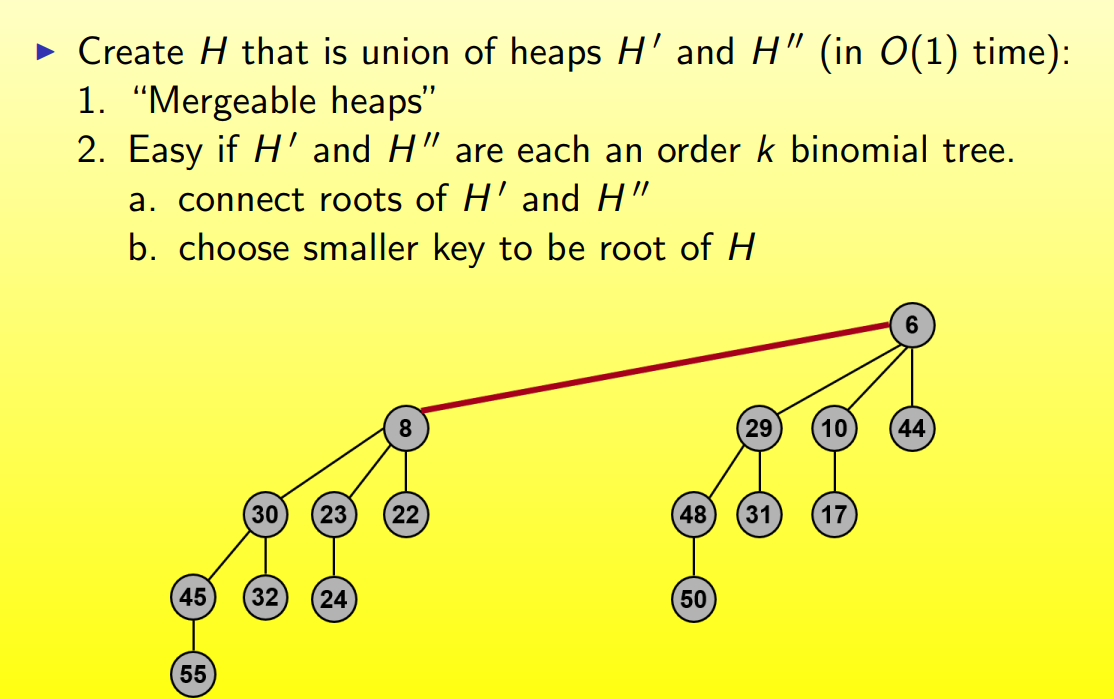 ▶ Create H that is union of heaps H′ and H″ (in O(1) time):
1. “Mergeable heaps”
2. Easy if H′ and H″ are each an order k binomial tree.
a. connect roots of H′ and H″
b. choose smaller key to be root of H
6
8 29 10 44
30 23 22 48 31 17
45 32 24 50
55